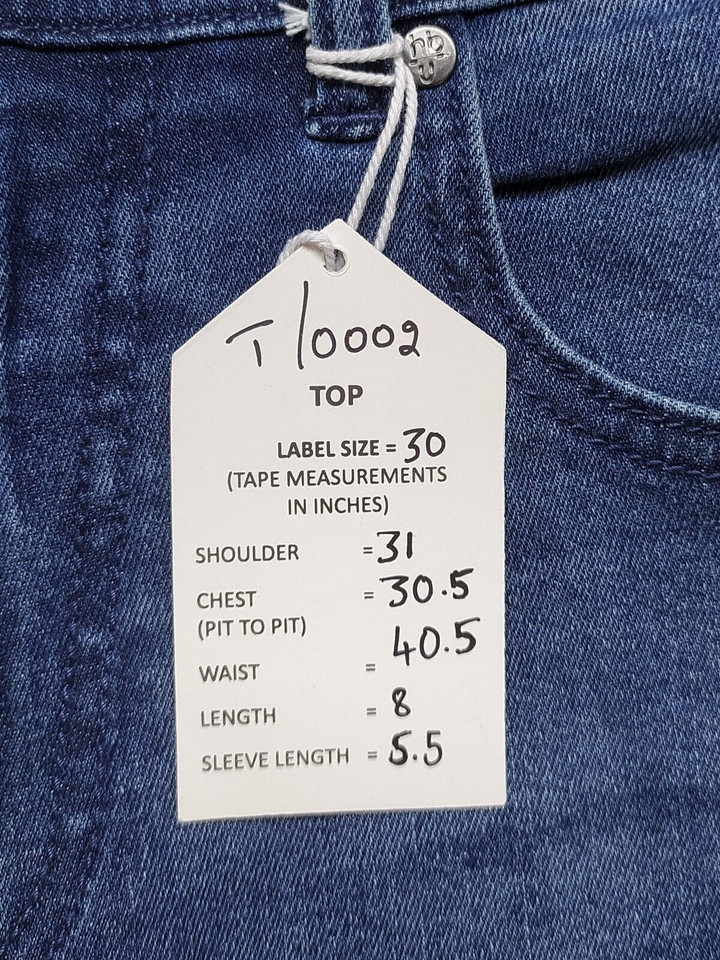 T/0002
TOP
LABEL SIZE = 30
(TAPE MEASUREMENTS
IN INCHES)
SHOULDER = 31
CHEST = 30.5
(PIT TO PIT)
WAIST = 40.5
LENGTH = 8
SLEEVE LENGTH = 5.5